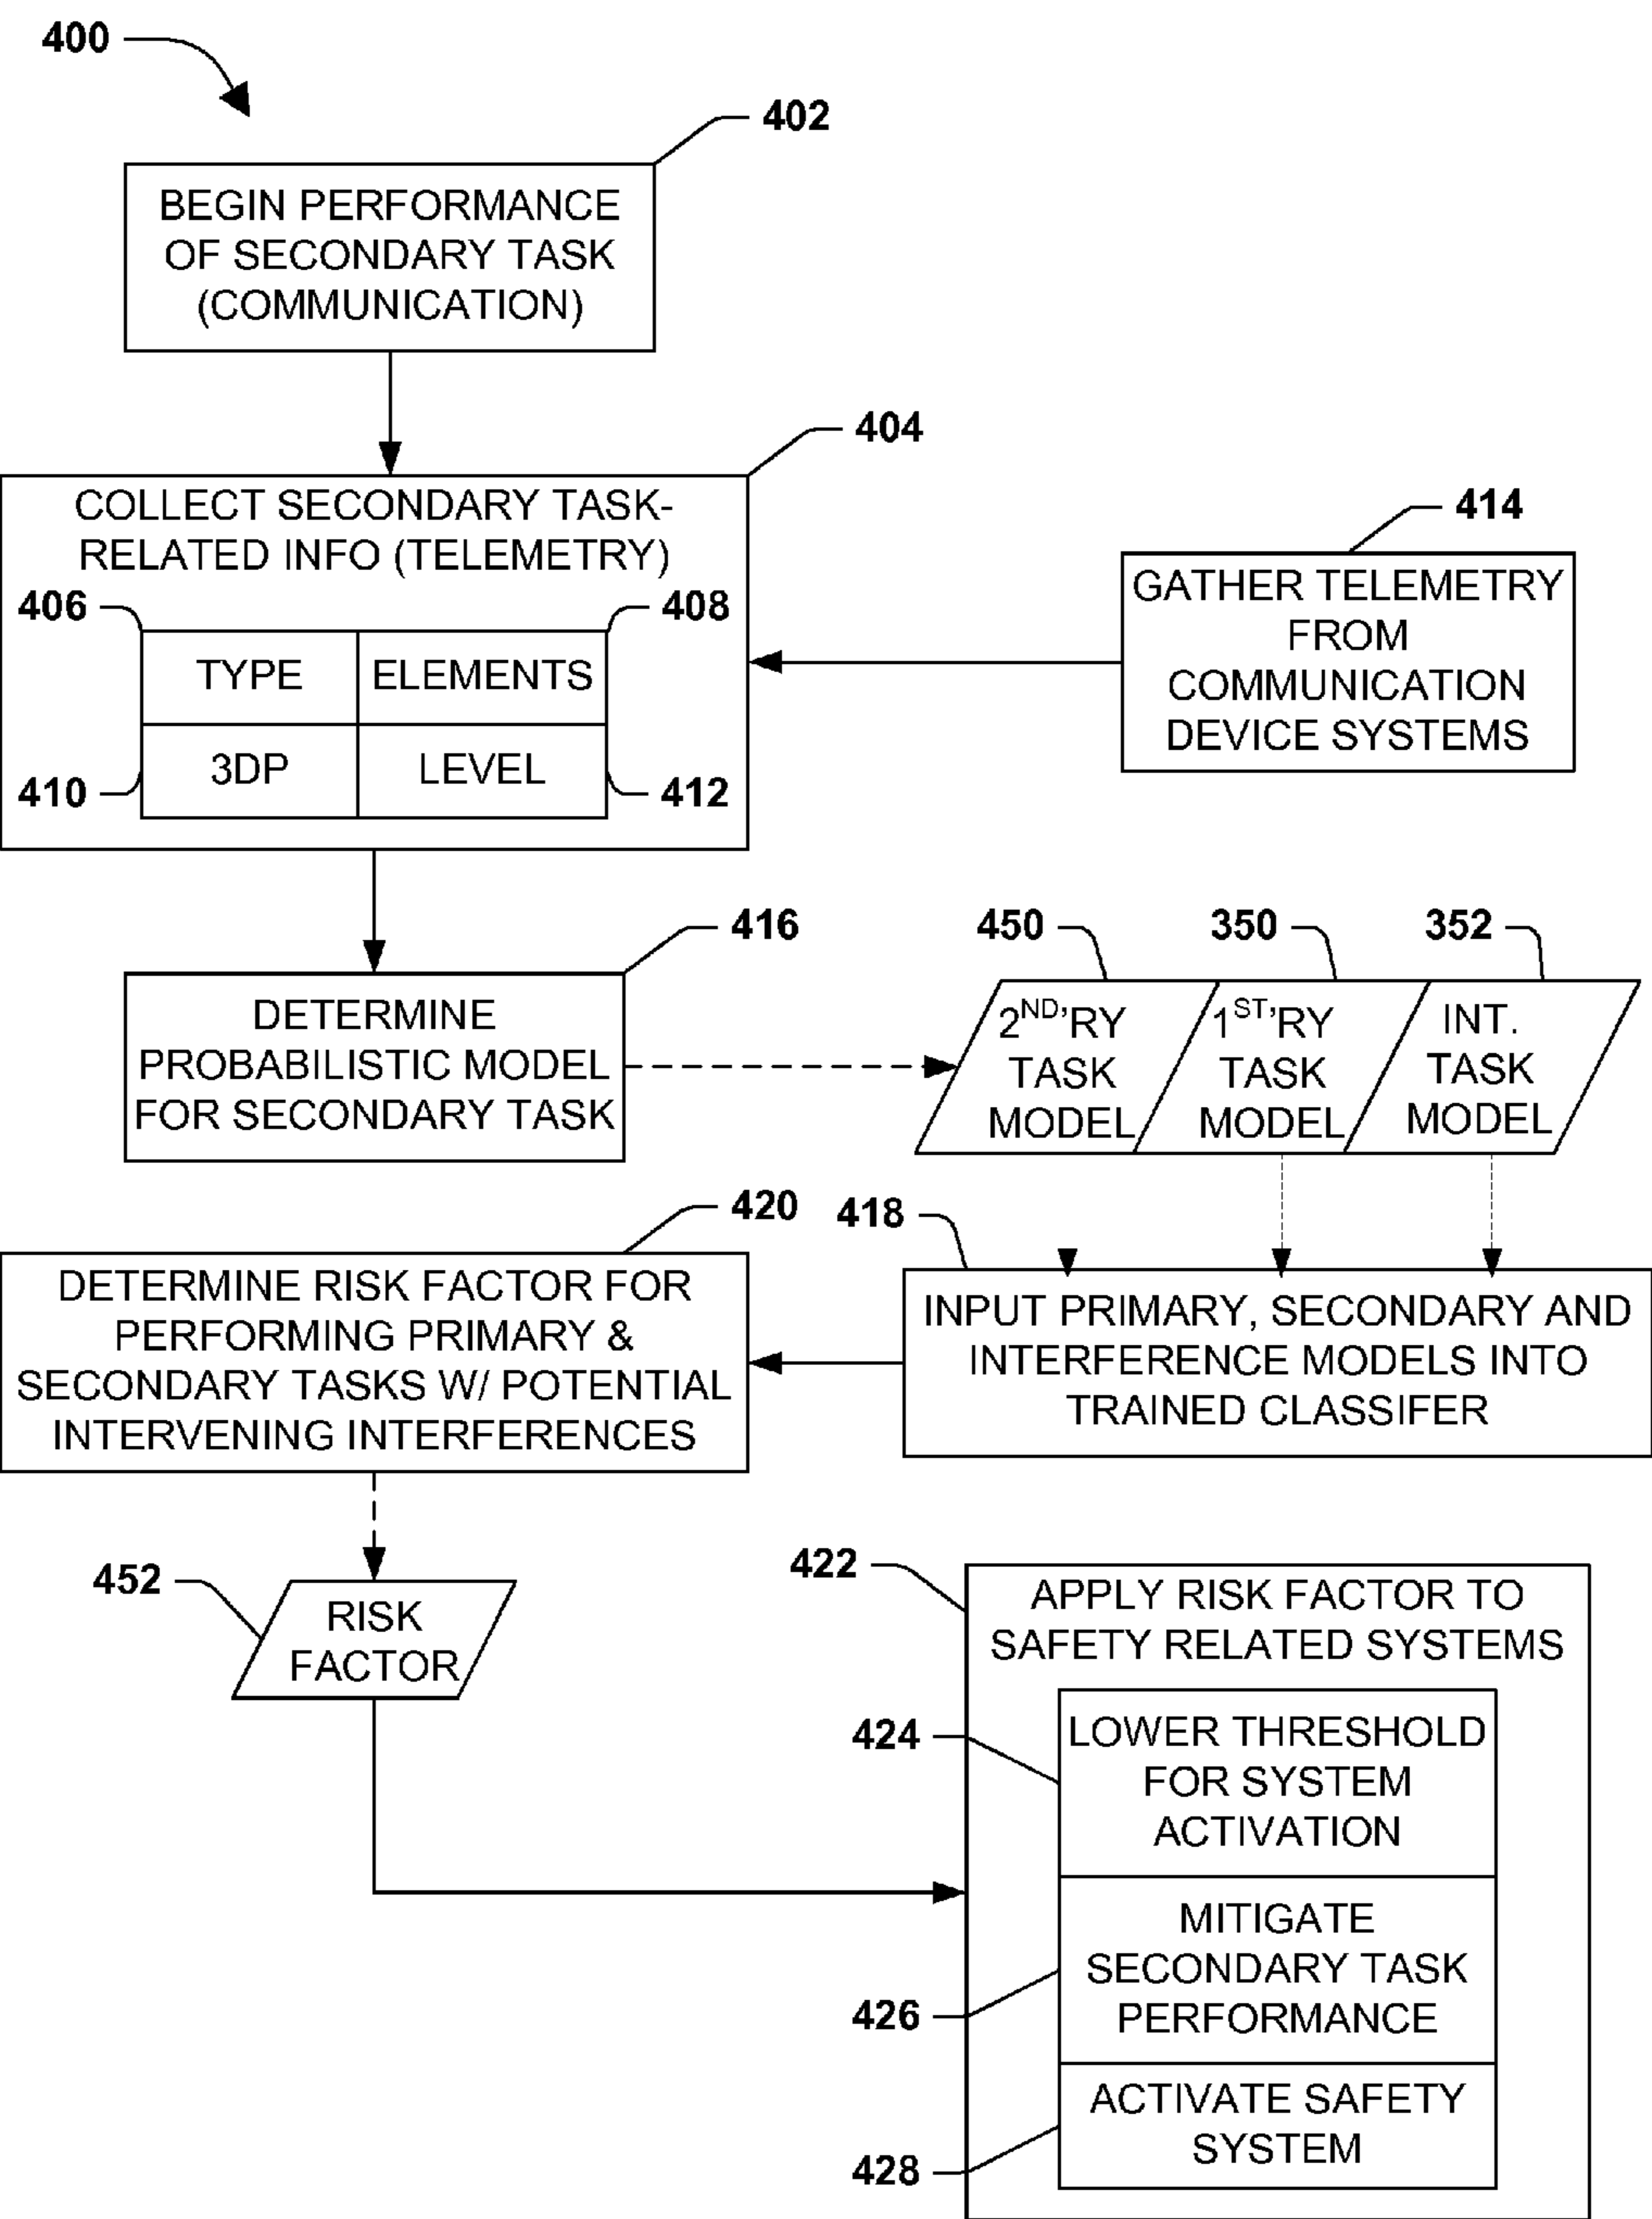 400
402
BEGIN PERFORMANCE
OF SECONDARY TASK
(COMMUNICATION)
404
COLLECT SECONDARY TASK-
RELATED INFO (TELEMETRY)
406
408
TYPE
ELEMENTS
3DP
LEVEL
410
412
414
GATHER TELEMETRY
FROM
COMMUNICATION
DEVICE SYSTEMS
416
DETERMINE
PROBABILISTIC MODEL
FOR SECONDARY TASK
450
350
352
2ND'RY
TASK
MODEL
1ST'RY
TASK
MODEL
INT.
TASK
MODEL
418
INPUT PRIMARY, SECONDARY AND
INTERFERENCE MODELS INTO
TRAINED CLASSIFER
420
DETERMINE RISK FACTOR FOR
PERFORMING PRIMARY &
SECONDARY TASKS W/ POTENTIAL
INTERVENING INTERFERENCES
452
RISK
FACTOR
422
APPLY RISK FACTOR TO
SAFETY RELATED SYSTEMS
424
LOWER THRESHOLD
FOR SYSTEM
ACTIVATION
426
MITIGATE
SECONDARY TASK
PERFORMANCE
428
ACTIVATE SAFETY
SYSTEM